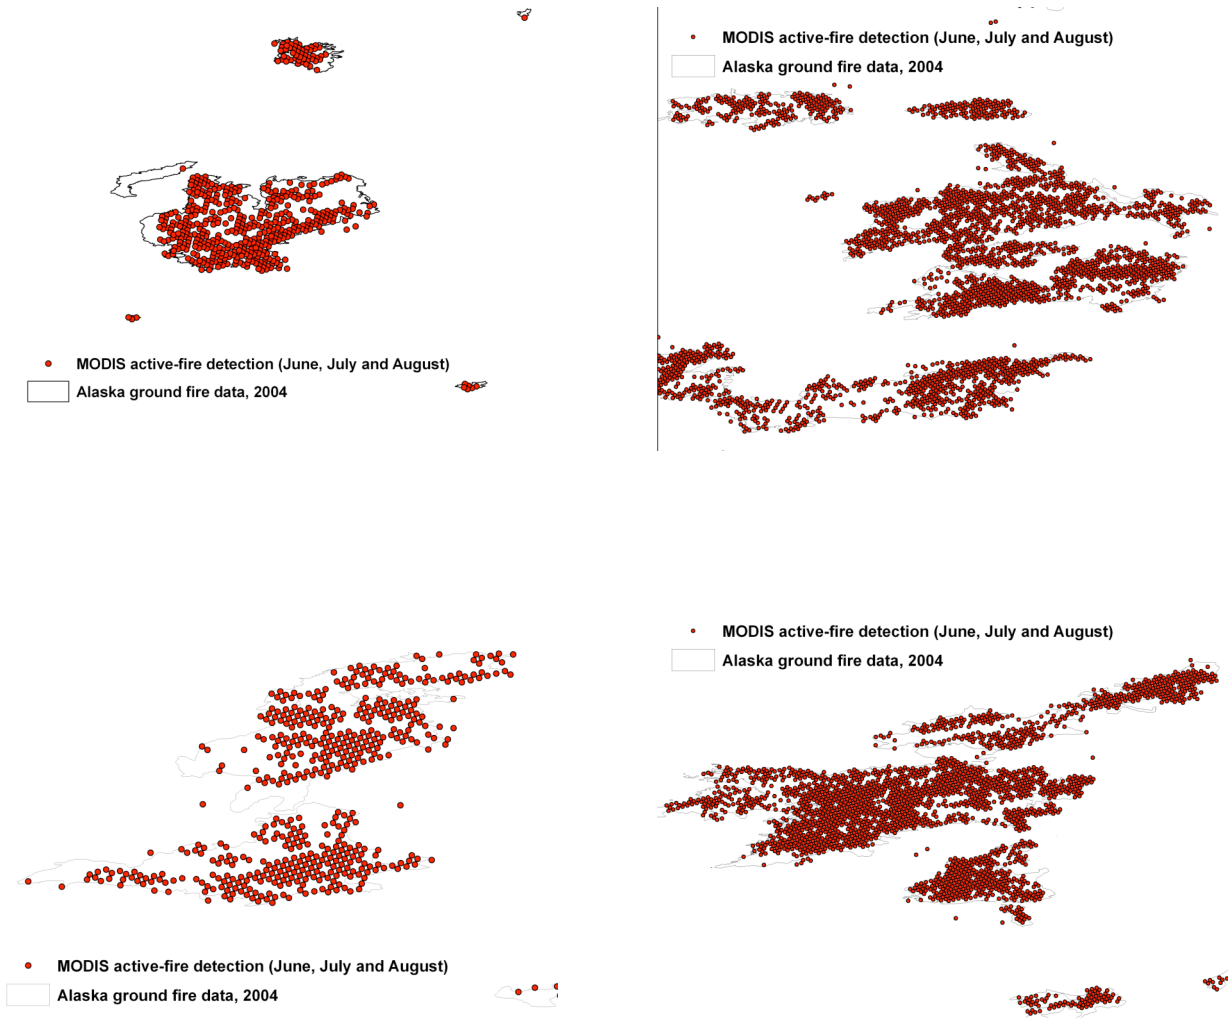 MODIS active-fire detection (June, July and August)
Alaska ground fire data, 2004
MODIS active-fire detection (June, July and August)
Alaska ground fire data, 2004
MODIS active-fire detection (June, July and August)
Alaska ground fire data, 2004
MODIS active-fire detection (June, July and August)
Alaska ground fire data, 2004